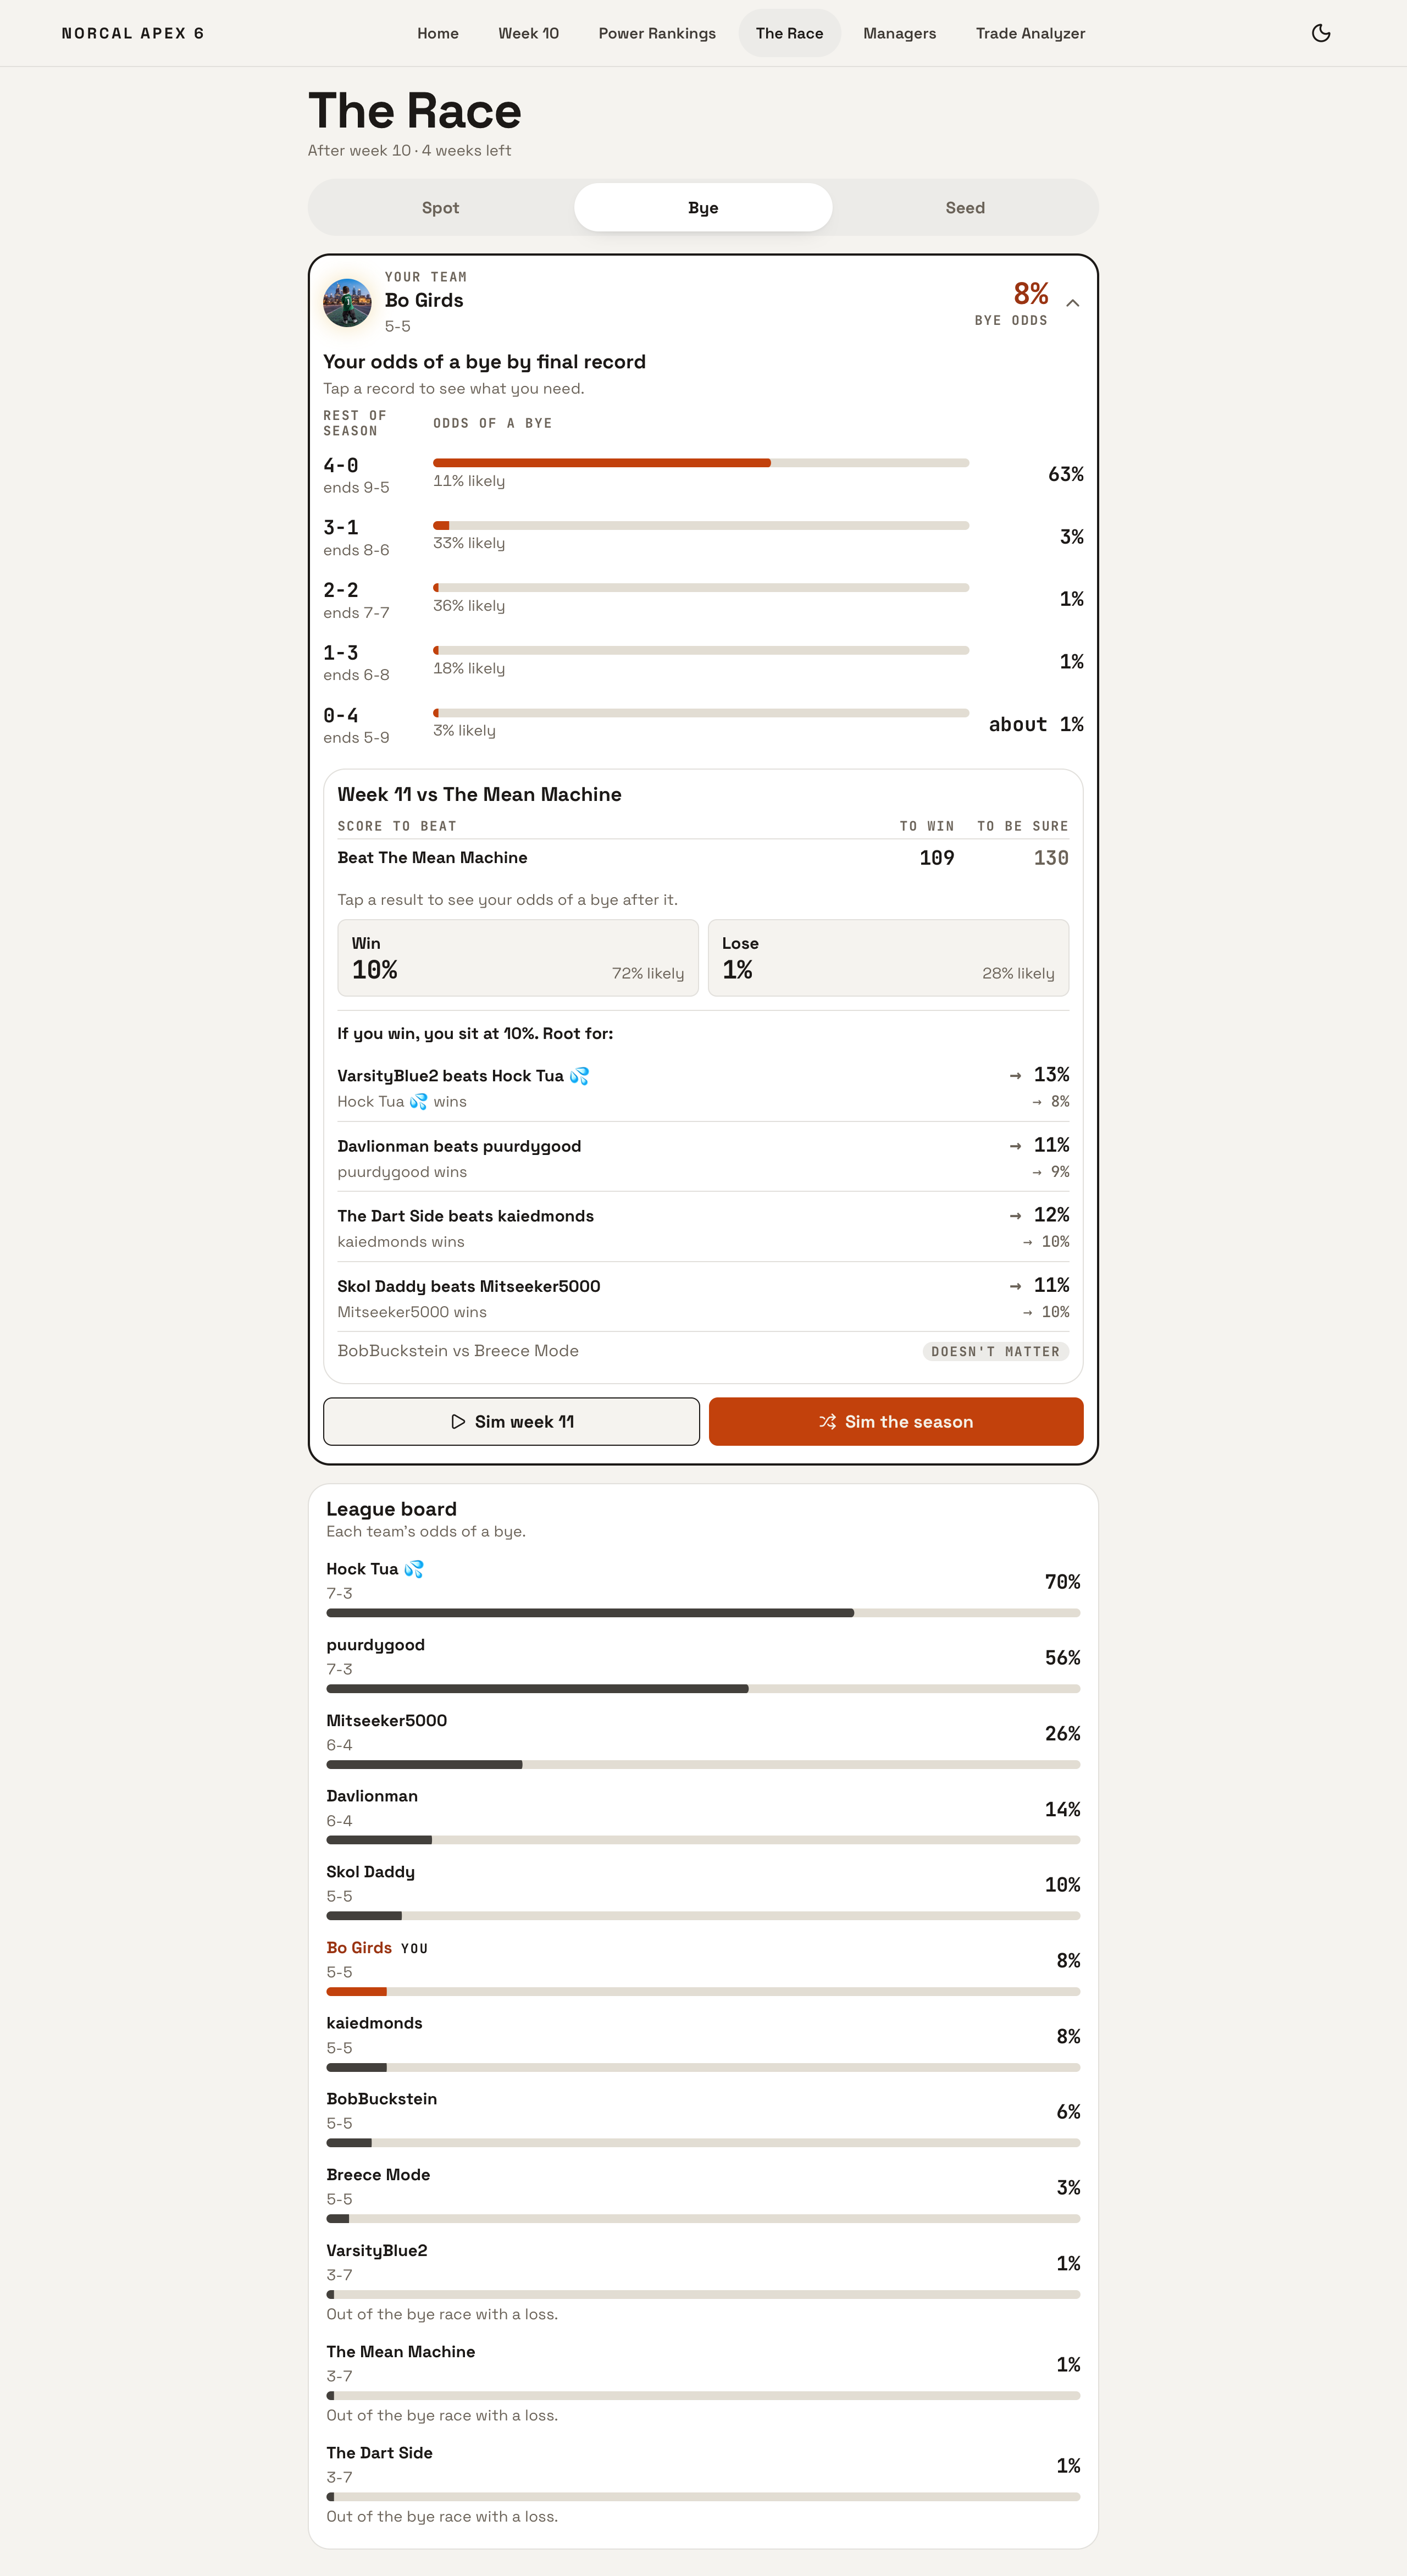 NORCAL APEX 6
Home
Week 10
Power Rankings
The Race
Managers
Trade Analyzer
The Race
After week 10 · 4 weeks left
Spot
Bye
Seed
YOUR TEAM
Bo Girds
5-5
8%
BYE ODDS
Your odds of a bye by final record
Tap a record to see what you need.
REST OF
SEASON
ODDS OF A BYE
4-0
ends 9-5
11% likely
63%
3-1
ends 8-6
33% likely
3%
2-2
ends 7-7
36% likely
1%
1-3
ends 6-8
18% likely
1%
0-4
ends 5-9
3% likely
about 1%
Week 11 vs The Mean Machine
SCORE TO BEAT
TO WIN
TO BE SURE
Beat The Mean Machine
109
130
Tap a result to see your odds of a bye after it.
Win
10%
72% likely
Lose
1%
28% likely
If you win, you sit at 10%. Root for:
VarsityBlue2 beats Hock Tua 💦
→ 13%
Hock Tua 💦 wins
→ 8%
Davlionman beats puurdygood
→ 11%
puurdygood wins
→ 9%
The Dart Side beats kaiedmonds
→ 12%
kaiedmonds wins
→ 10%
Skol Daddy beats Mitseeker5000
→ 11%
Mitseeker5000 wins
→ 10%
BobBuckstein vs Breece Mode
DOESN'T MATTER
Sim week 11
Sim the season
League board
Each team's odds of a bye.
Hock Tua 💦
7-3
70%
puurdygood
7-3
56%
Mitseeker5000
6-4
26%
Davlionman
6-4
14%
Skol Daddy
5-5
10%
Bo Girds YOU
5-5
8%
kaiedmonds
5-5
8%
BobBuckstein
5-5
6%
Breece Mode
5-5
3%
VarsityBlue2
3-7
1%
Out of the bye race with a loss.
The Mean Machine
3-7
1%
Out of the bye race with a loss.
The Dart Side
3-7
1%
Out of the bye race with a loss.